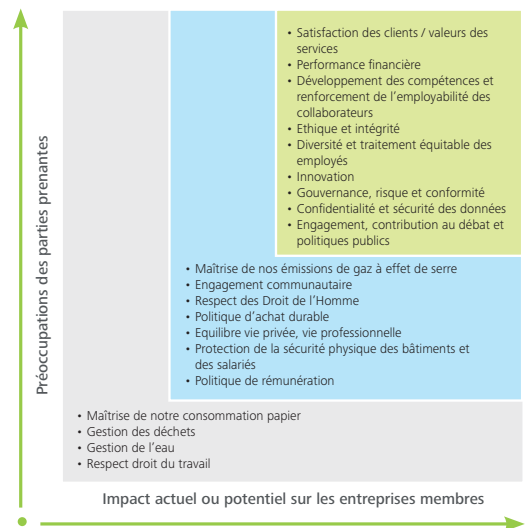 • Satisfaction des clients / valeurs des
services
• Performance financière
• Développement des compétences et
renforcement de l'employabilité des
collaborateurs
• Ethique et intégrité
• Diversité et traitement équitable des
employés
• Innovation
• Gouvernance, risque et conformité
• Confidentialité et sécurité des données
• Engagement, contribution au débat et
politiques publics
• Maîtrise de nos émissions de gaz à effet de serre
• Engagement communautaire
• Respect des Droit de l'Homme
• Politique d'achat durable
• Equilibre vie privée, vie professionnelle
• Protection de la sécurité physique des bâtiments et
des salariés
• Politique de rémunération
• Maîtrise de notre consommation papier
• Gestion des déchets
• Gestion de l'eau
• Respect droit du travail
Préoccupations des parties prenantes
Impact actuel ou potentiel sur les entreprises membres